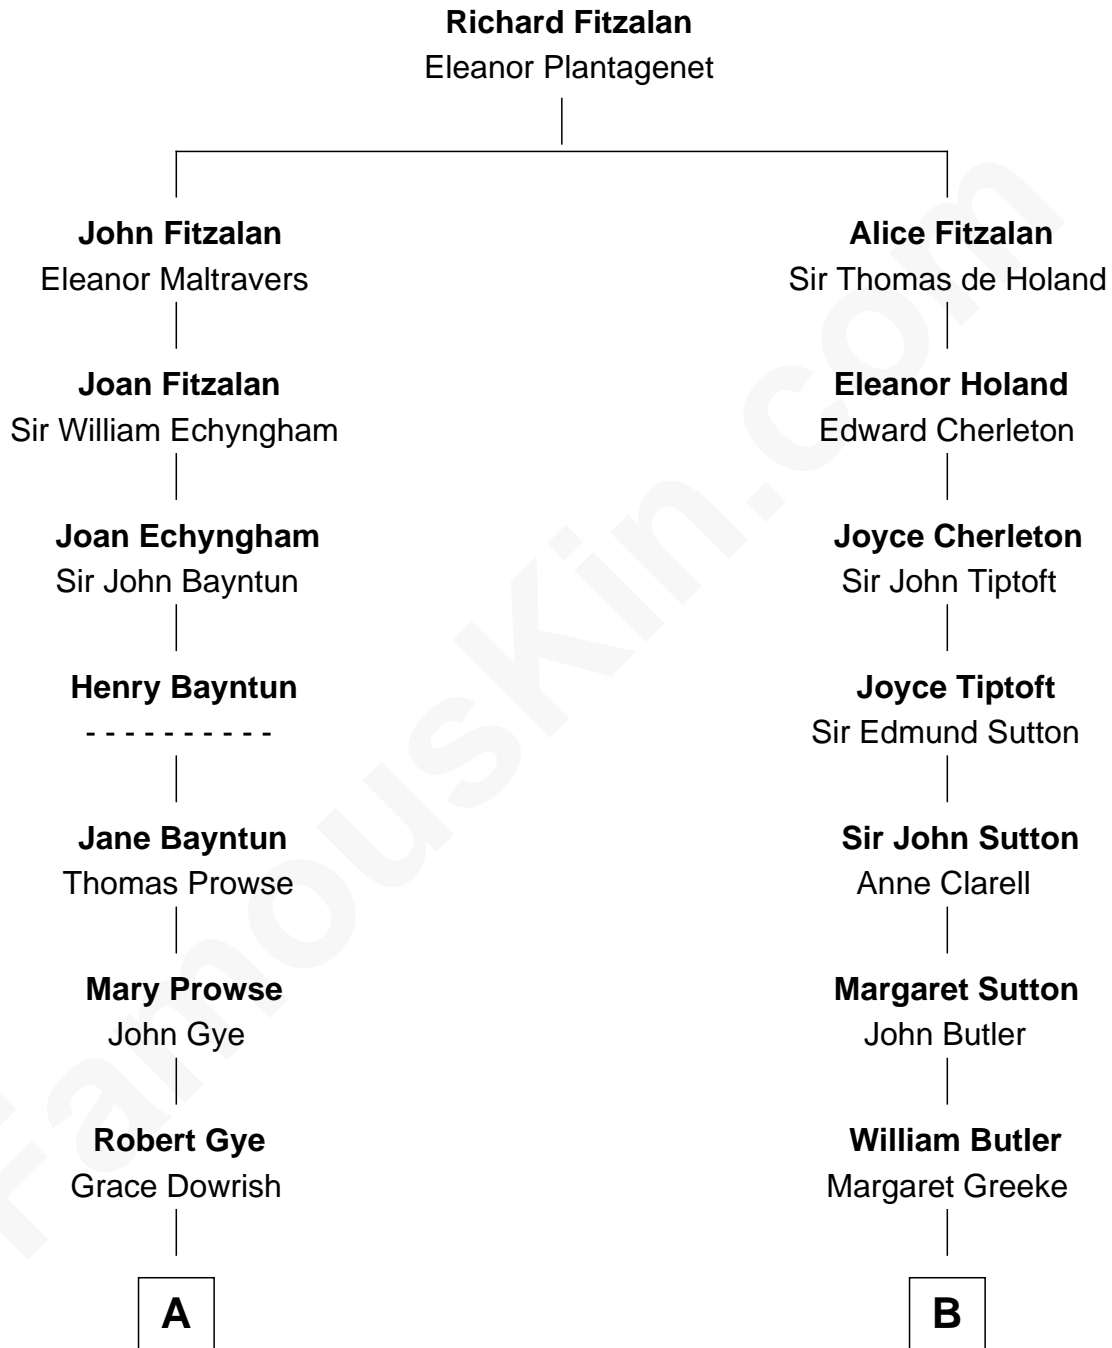 Richard Fitzalan
Eleanor Plantagenet
John Fitzalan
Eleanor Maltravers
Joan Fitzalan
Sir William Echyngham
Joan Echyngham
Sir John Bayntun
Henry Bayntun
- - - - - - - - - -
Jane Bayntun
Thomas Prowse
Mary Prowse
John Gye
Robert Gye
Grace Dowrish
A
Alice Fitzalan
Sir Thomas de Holand
Eleanor Holand
Edward Cherleton
Joyce Cherleton
Sir John Tiptoft
Joyce Tiptoft
Sir Edmund Sutton
Sir John Sutton
Anne Clarell
Margaret Sutton
John Butler
William Butler
Margaret Greeke
B
FamousKin.com